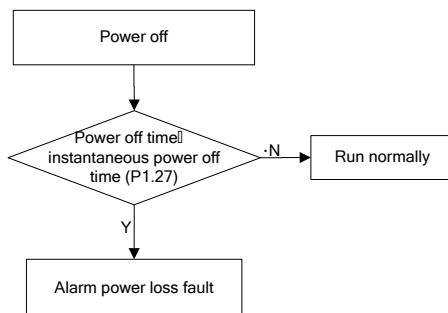 Power off
Power off time▯
instantaneous power off
time (P1.27)
·N
Run normally
Y
Alarm power loss fault